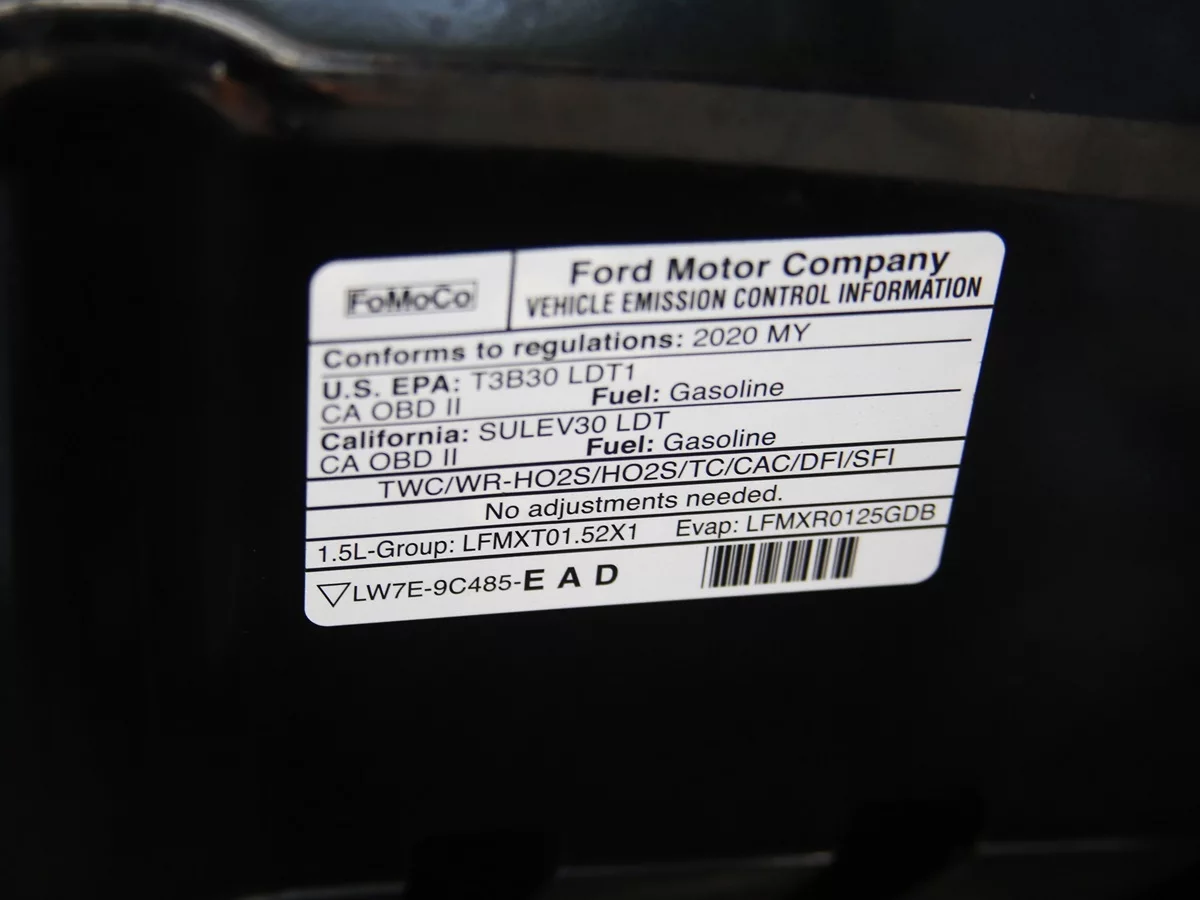 FoMoCo
Ford Motor Company
VEHICLE EMISSION CONTROL INFORMATION
Conforms to regulations: 2020 MY
U.S. EPA: T3B30 LDT1
CA OBD II Fuel: Gasoline
California: SULEV30 LDT
CA OBD II Fuel: Gasoline
TWC/WR-HO2S/HO2S/TC/CAC/DFI/SFI
No adjustments needed.
1.5L-Group: LFMXT01.52X1 Evap: LFMXR0125GDB
LW7E-9C485-E A D